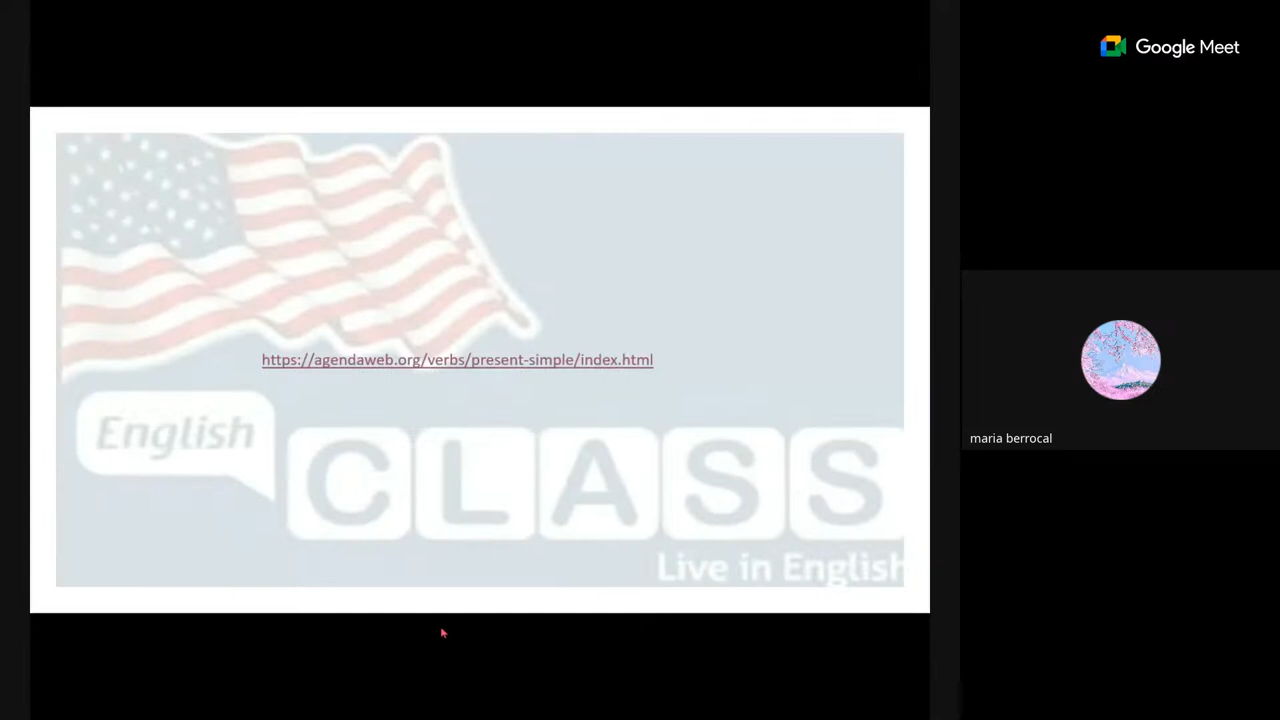 Google Meet
https://agendaweb.org/verbs/present-simple/index.html
English
CLASS
Live in English
maria berrocal